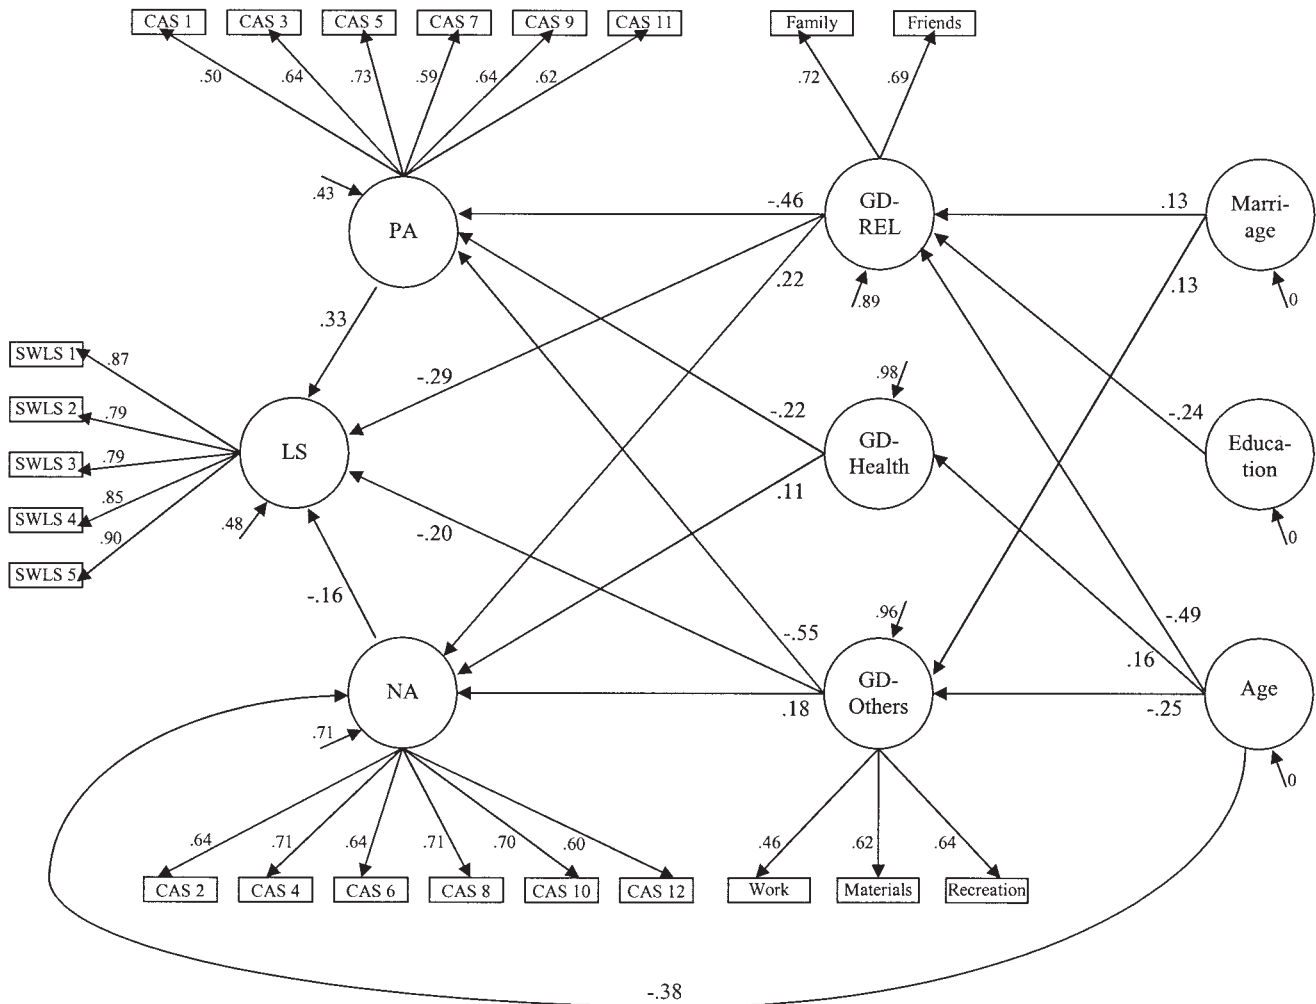 CAS 1
CAS 3
CAS 5
CAS 7
CAS 9
CAS 11
Family
Friends
.50
.64
.73
.59
.64
.62
.72
.69
.43
PA
-.46
GD-
REL
.13
Marri-
age
.22
.13
.89
0
.33
SWLS 1
.87
-.29
.98
SWLS 2
.79
-.22
-.24
SWLS 3
.79
LS
GD-
Health
Educa-
tion
SWLS 4
.85
.11
.48
-.20
0
SWLS 5
.90
-.16
.96
-.55
-.49
.16
NA
GD-
Others
Age
.18
-.25
.71
0
.64
.71
.64
.71
.70
.60
.46
.62
.64
CAS 2
CAS 4
CAS 6
CAS 8
CAS 10
CAS 12
Work
Materials
Recreation
-.38